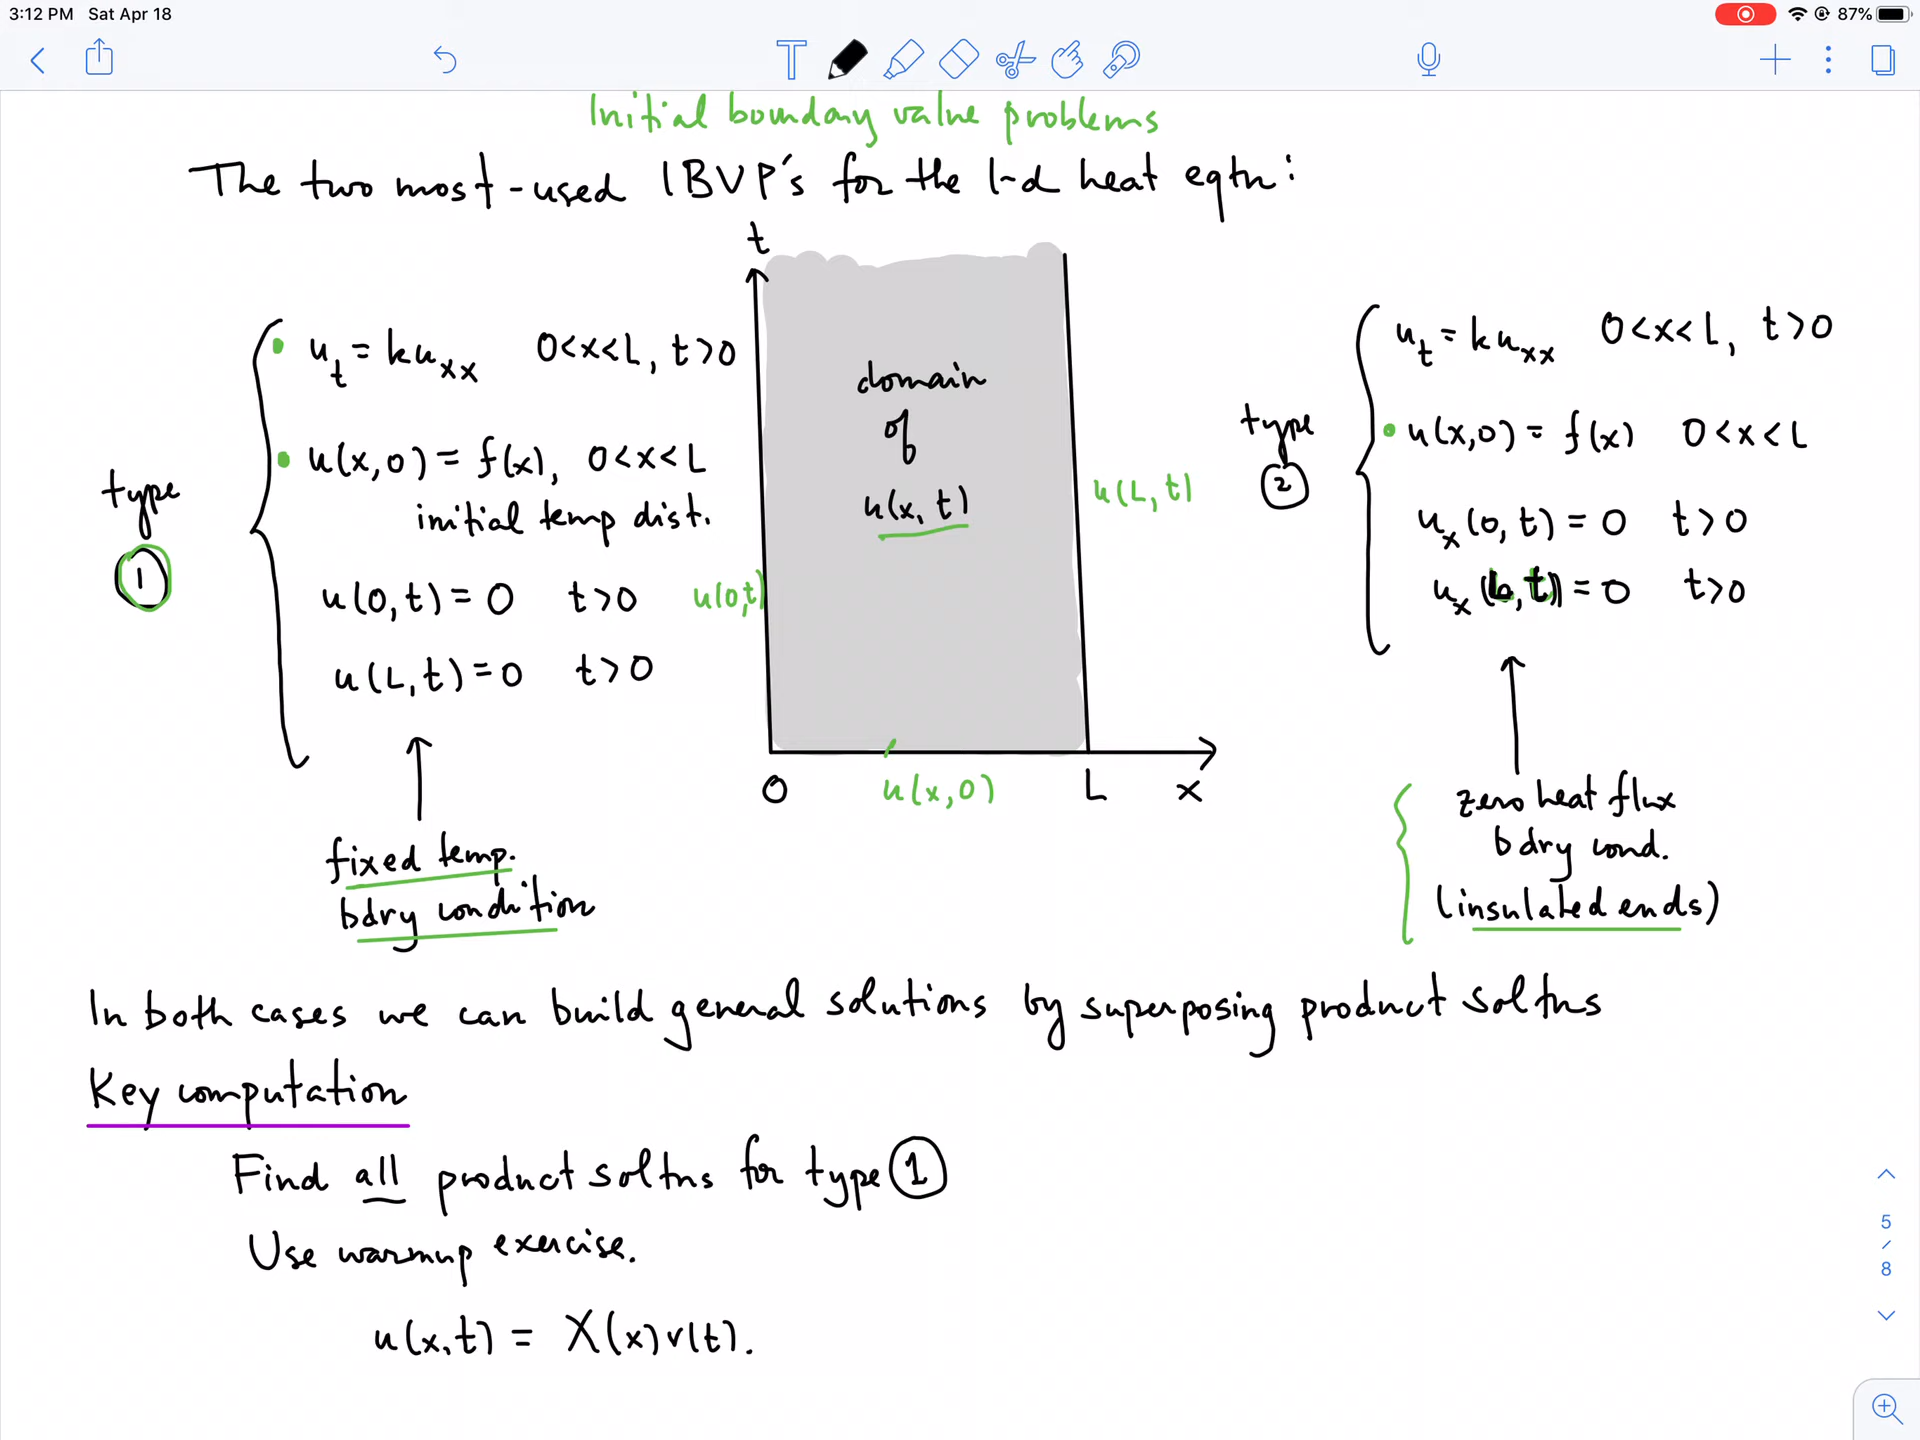 3:12 PM Sat Apr 18
87%
T
Initial boundary value problems
The two most-used IBVP's for the 1-d heat eqtn:
type
1
u_t = ku_xx 0<x<L, t>0
u(x,0) = f(x), 0<x<L
initial temp dist.
u(0,t) = 0 t>0
u(L,t) = 0 t>0
fixed temp.
bdry condition
t
domain
of
u(x,t)
u(0,t)
u(L,t)
0
u(x,0)
L
x
type
2
u_t = ku_xx 0<x<L, t>0
u(x,0) = f(x) 0<x<L
u_x(0,t) = 0 t>0
u_x(L,t) = 0 t>0
zero heat flux
bdry cond.
(insulated ends)
In both cases we can build general solutions by superposing product soltns
Key computation
Find all product soltns for type 1
Use warmup exercise.
u(x,t) = X(x)v(t).
5
/
8